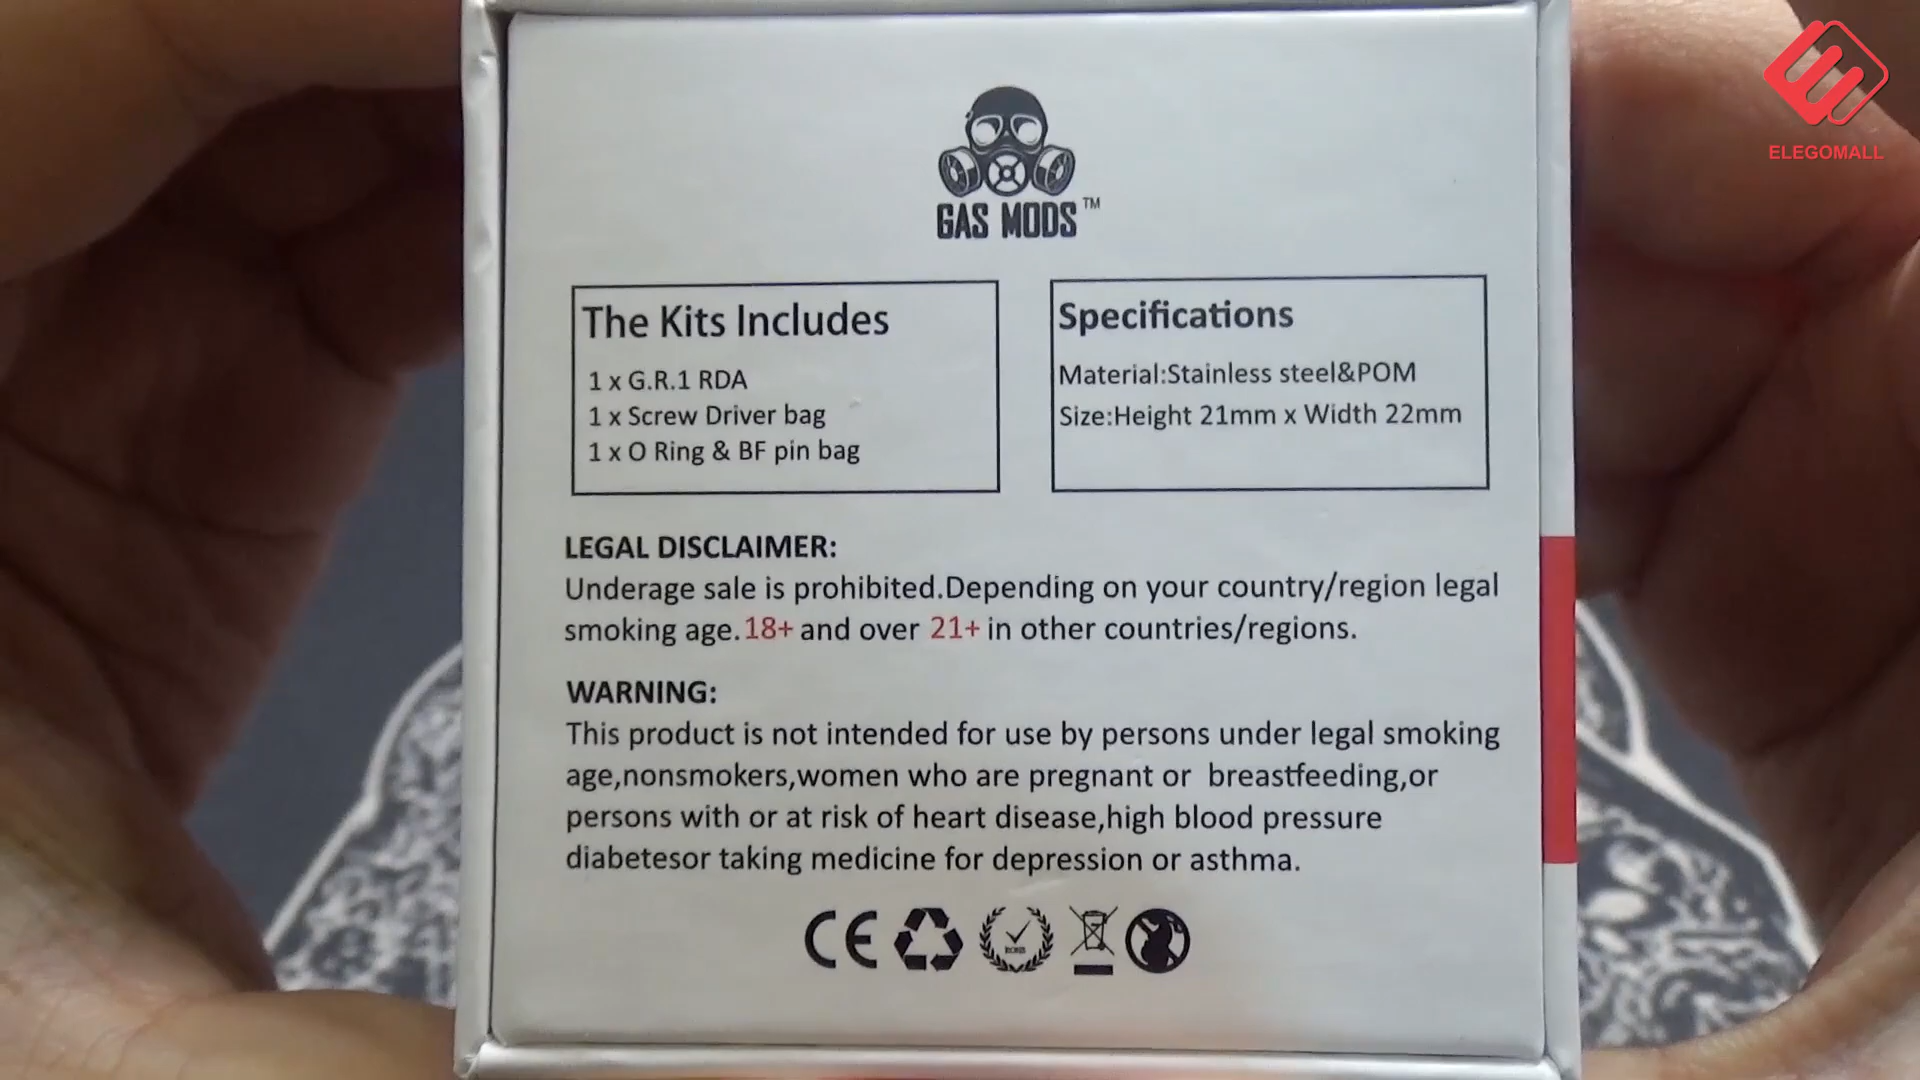 ELEGOMALL
GAS MODS™
The Kits Includes
1 x G.R.1 RDA
1 x Screw Driver bag
1 x O Ring & BF pin bag
Specifications
Material:Stainless steel&POM
Size:Height 21mm x Width 22mm
LEGAL DISCLAIMER:
Underage sale is prohibited.Depending on your country/region legal
smoking age.18+ and over 21+ in other countries/regions.
WARNING:
This product is not intended for use by persons under legal smoking
age,nonsmokers,women who are pregnant or breastfeeding,or
persons with or at risk of heart disease,high blood pressure
diabetesor taking medicine for depression or asthma.
CE